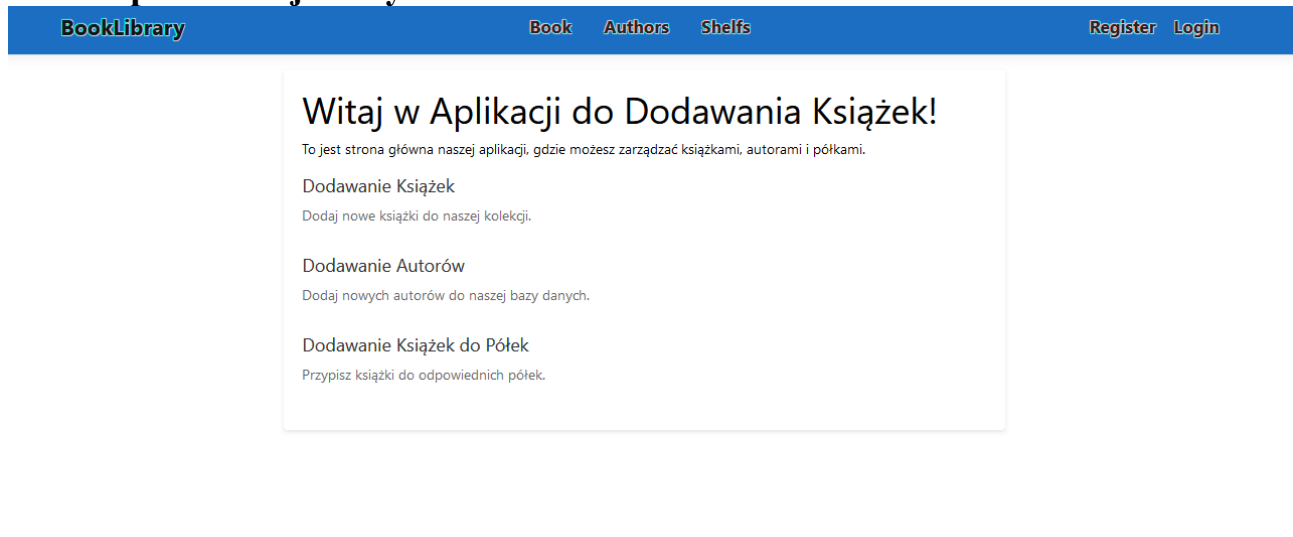 BookLibrary Book Authors Shelfs Register Login
Witaj w Aplikacji do Dodawania Książek!
To jest strona główna naszej aplikacji, gdzie możesz zarządzać książkami, autorami i półkami.
Dodawanie Książek
Dodaj nowe książki do naszej kolekcji.
Dodawanie Autorów
Dodaj nowych autorów do naszej bazy danych.
Dodawanie Książek do Półek
Przypisz książki do odpowiednich półek.